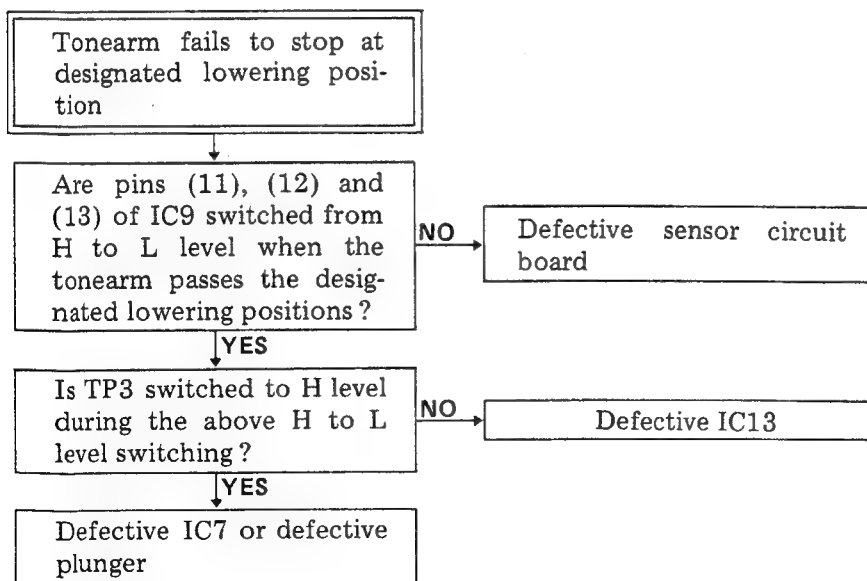 Tonearm fails to stop at
designated lowering posi-
tion
Are pins (11), (12) and
(13) of IC9 switched from
H to L level when the
tonearm passes the desig-
nated lowering positions?
NO
Defective sensor circuit
board
YES
Is TP3 switched to H level
during the above H to L
level switching?
NO
Defective IC13
YES
Defective IC7 or defective
plunger